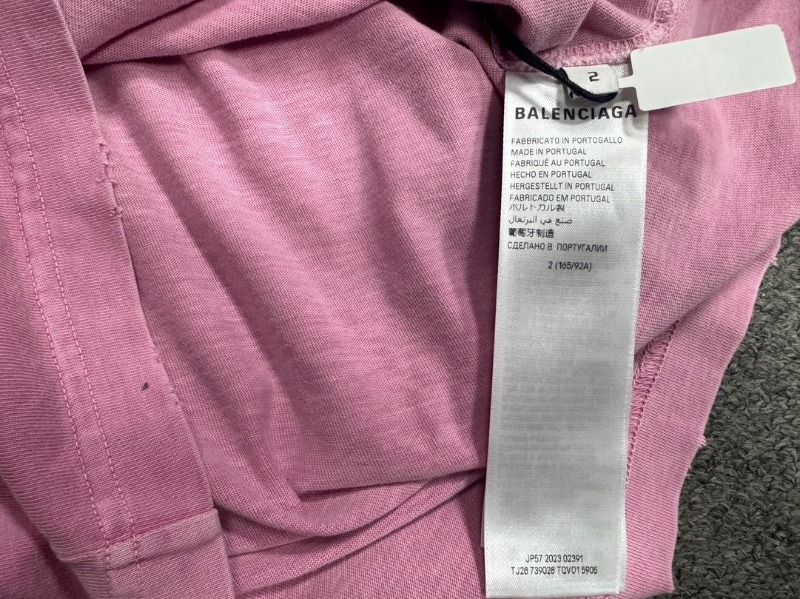 2
BALENCIAGA
FABBRICATO IN PORTOGALLO
MADE IN PORTUGAL
FABRIQUÉ AU PORTUGAL
HECHO EN PORTUGAL
HERGESTELLT IN PORTUGAL
FABRICADO EM PORTUGAL
ポルトガル製
صنع في البرتغال
葡萄牙制造
СДЕЛАНО В ПОРТУГАЛИИ
2 (165/92A)
JP57 2023 02391
TJ26 739028 TQV01 5906